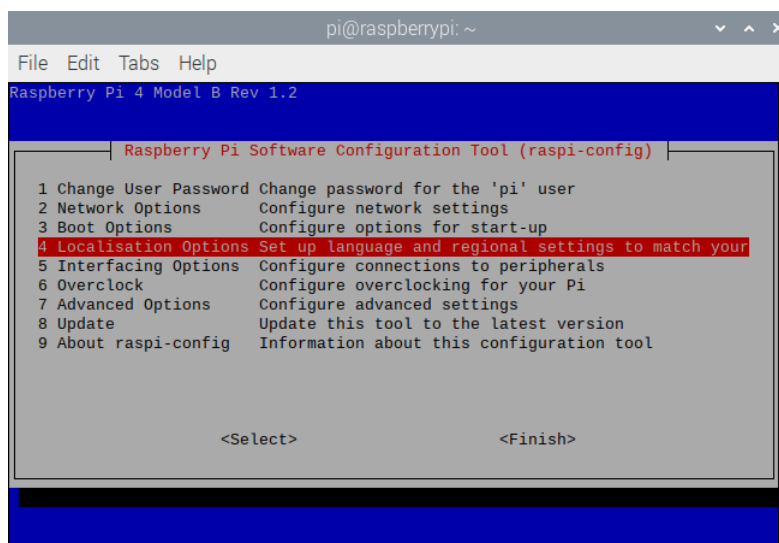 pi@raspberrypi: ~
File Edit Tabs Help
Raspberry Pi 4 Model B Rev 1.2
Raspberry Pi Software Configuration Tool (raspi-config)
1 Change User Password Change password for the 'pi' user
2 Network Options Configure network settings
3 Boot Options Configure options for start-up
4 Localisation Options Set up language and regional settings to match your
5 Interfacing Options Configure connections to peripherals
6 Overclock Configure overclocking for your Pi
7 Advanced Options Configure advanced settings
8 Update Update this tool to the latest version
9 About raspi-config Information about this configuration tool
<Select> <Finish>